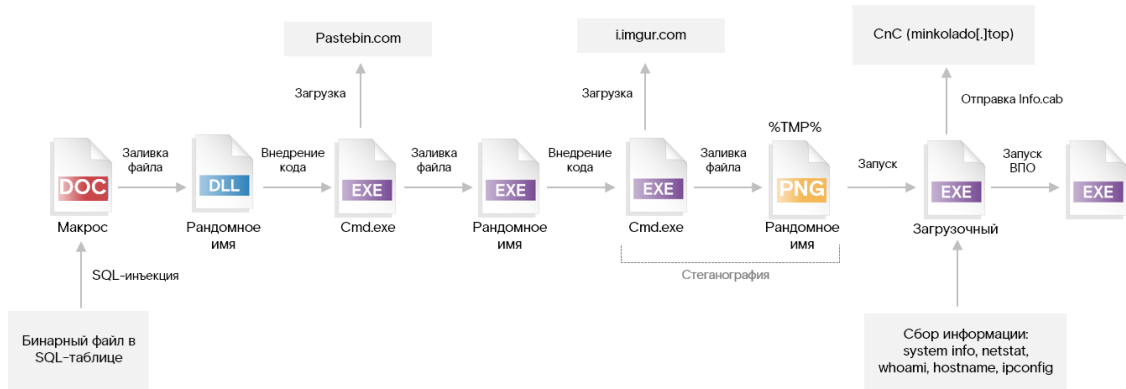 Pastebin.com
i.imgur.com
CnC (minkolado[.]top)
Загрузка
Загрузка
Отправка Info.cab
%TMP%
Заливка
файла
Внедрение
кода
Заливка
файла
Внедрение
кода
Заливка
файла
Запуск
Запуск
ВПО
DOC
DLL
EXE
EXE
EXE
PNG
EXE
EXE
Макрос
Рандомное
имя
Cmd.exe
Рандомное
имя
Cmd.exe
Рандомное
имя
Загрузочный
SQL-инъекция
Стеганография
Бинарный файл в
SQL-таблице
Сбор информации:
system info, netstat,
whoami, hostname, ipconfig